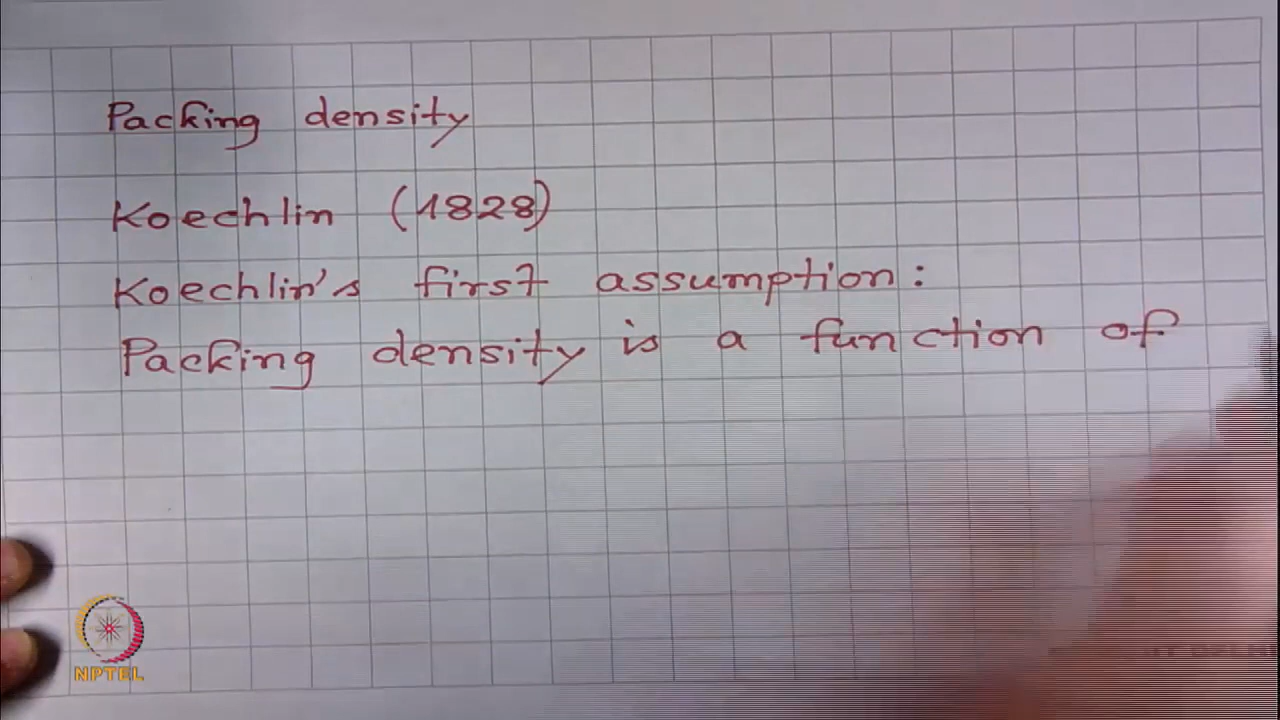 Packing density
Koechlin (1828)
Koechlin's first assumption:
Packing density is a function of
NPTEL